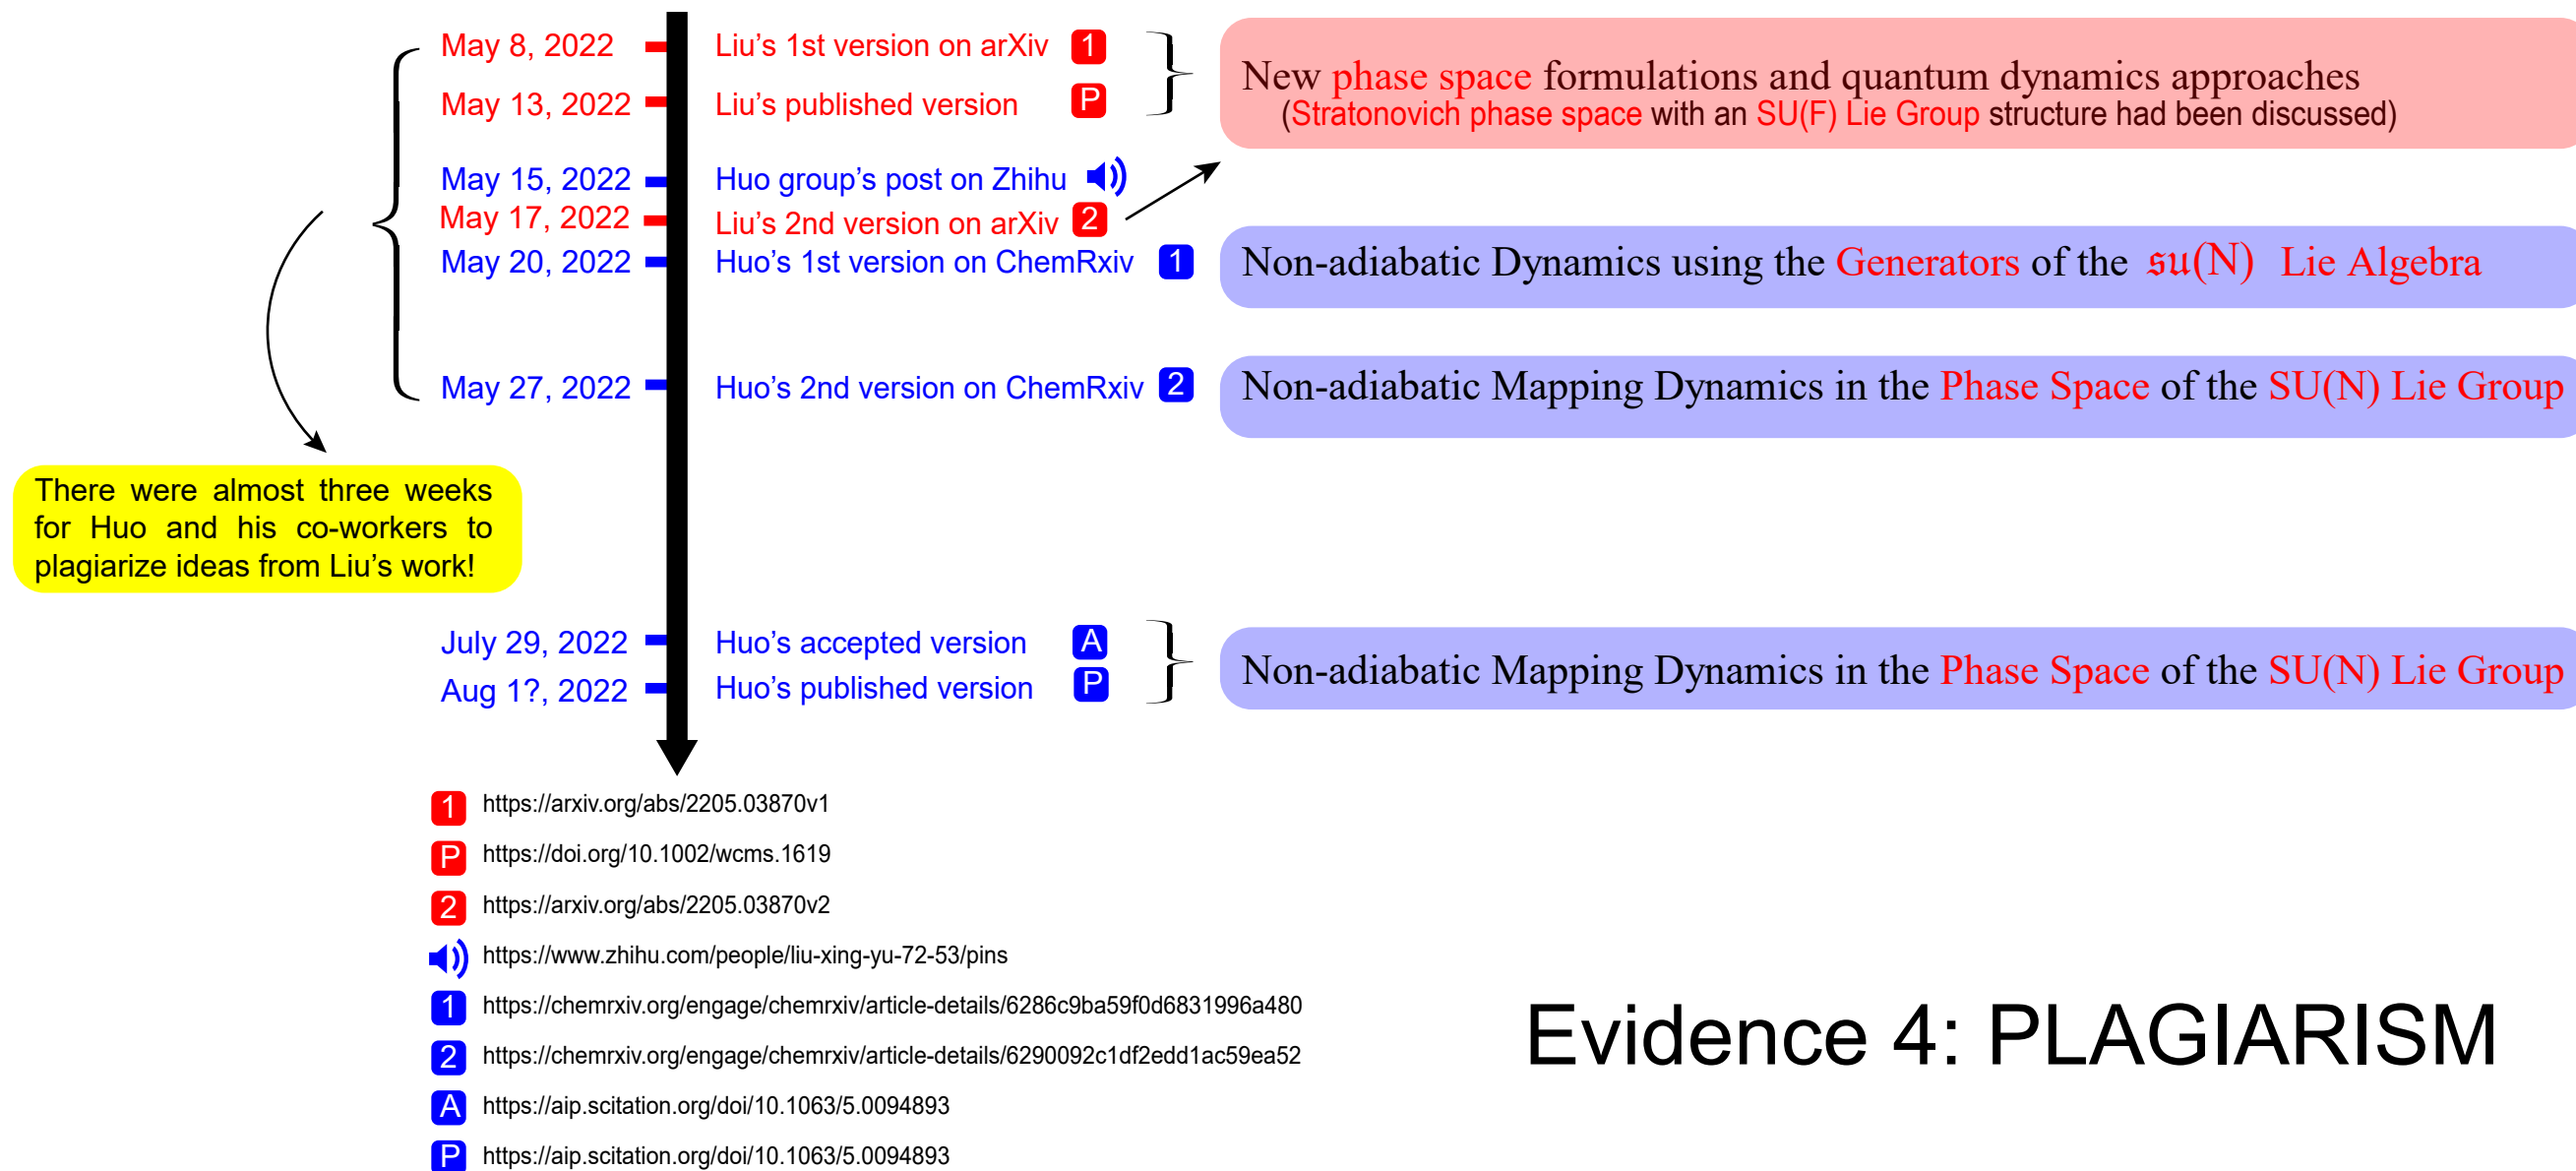 May 8, 2022 Liu’s 1st version on arXiv 1
May 13, 2022 Liu’s published version P
New phase space formulations and quantum dynamics approaches
(Stratonovich phase space with an SU(F) Lie Group structure had been discussed)
May 15, 2022 Huo group’s post on Zhihu
May 17, 2022 Liu’s 2nd version on arXiv 2
May 20, 2022 Huo’s 1st version on ChemRxiv 1
Non-adiabatic Dynamics using the Generators of the 𝔰𝔲(N) Lie Algebra
May 27, 2022 Huo’s 2nd version on ChemRxiv 2
Non-adiabatic Mapping Dynamics in the Phase Space of the SU(N) Lie Group
There were almost three weeks
for Huo and his co-workers to
plagiarize ideas from Liu’s work!
July 29, 2022 Huo’s accepted version A
Aug 1?, 2022 Huo’s published version P
Non-adiabatic Mapping Dynamics in the Phase Space of the SU(N) Lie Group
1 https://arxiv.org/abs/2205.03870v1
P https://doi.org/10.1002/wcms.1619
2 https://arxiv.org/abs/2205.03870v2
https://www.zhihu.com/people/liu-xing-yu-72-53/pins
1 https://chemrxiv.org/engage/chemrxiv/article-details/6286c9ba59f0d6831996a480
2 https://chemrxiv.org/engage/chemrxiv/article-details/6290092c1df2edd1ac59ea52
A https://aip.scitation.org/doi/10.1063/5.0094893
P https://aip.scitation.org/doi/10.1063/5.0094893
Evidence 4: PLAGIARISM